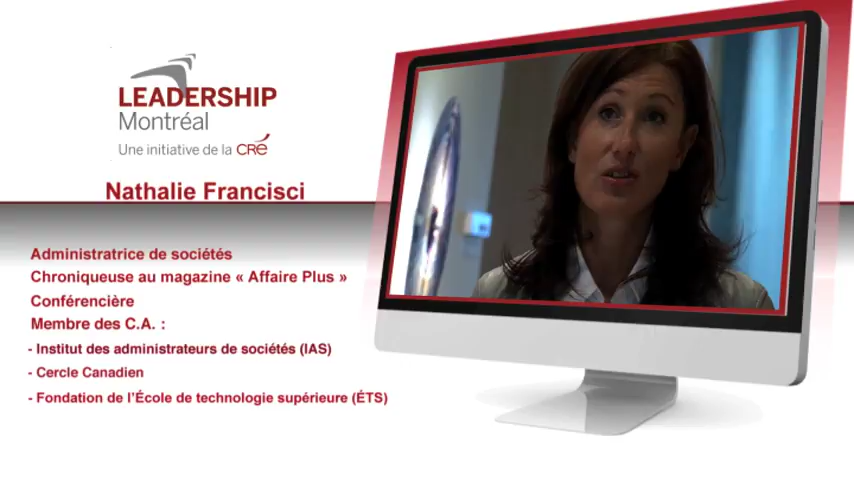 LEADERSHIP
Montréal
Une initiative de la CRÉ
Nathalie Francisci
Administratrice de sociétés
Chroniqueuse au magazine « Affaire Plus »
Conférencière
Membre des C.A. :
- Institut des administrateurs de sociétés (IAS)
- Cercle Canadien
- Fondation de l'École de technologie supérieure (ÉTS)